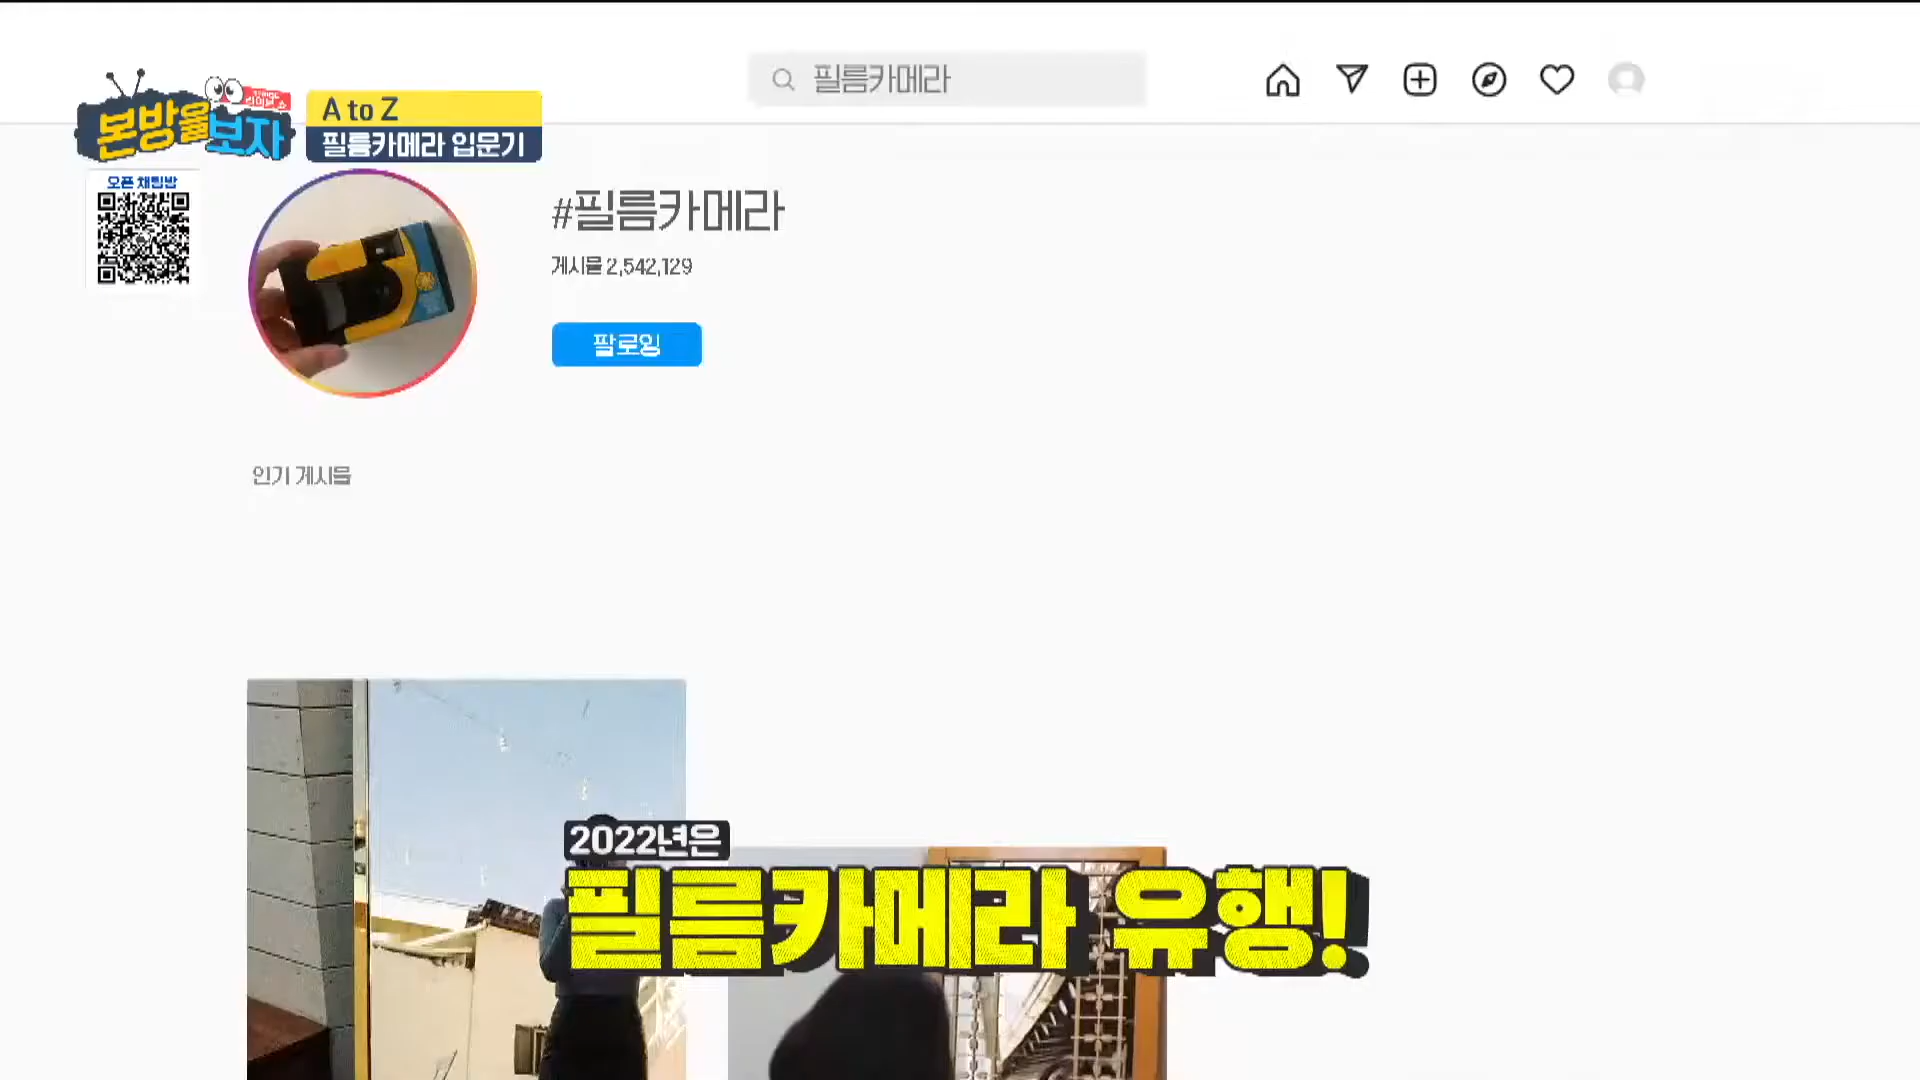 필름카메라
본방을보자
A to Z
필름카메라 입문기
오픈 채팅방
#필름카메라
게시물 2,542,129
팔로잉
인기 게시물
2022년은
필름카메라 유행!